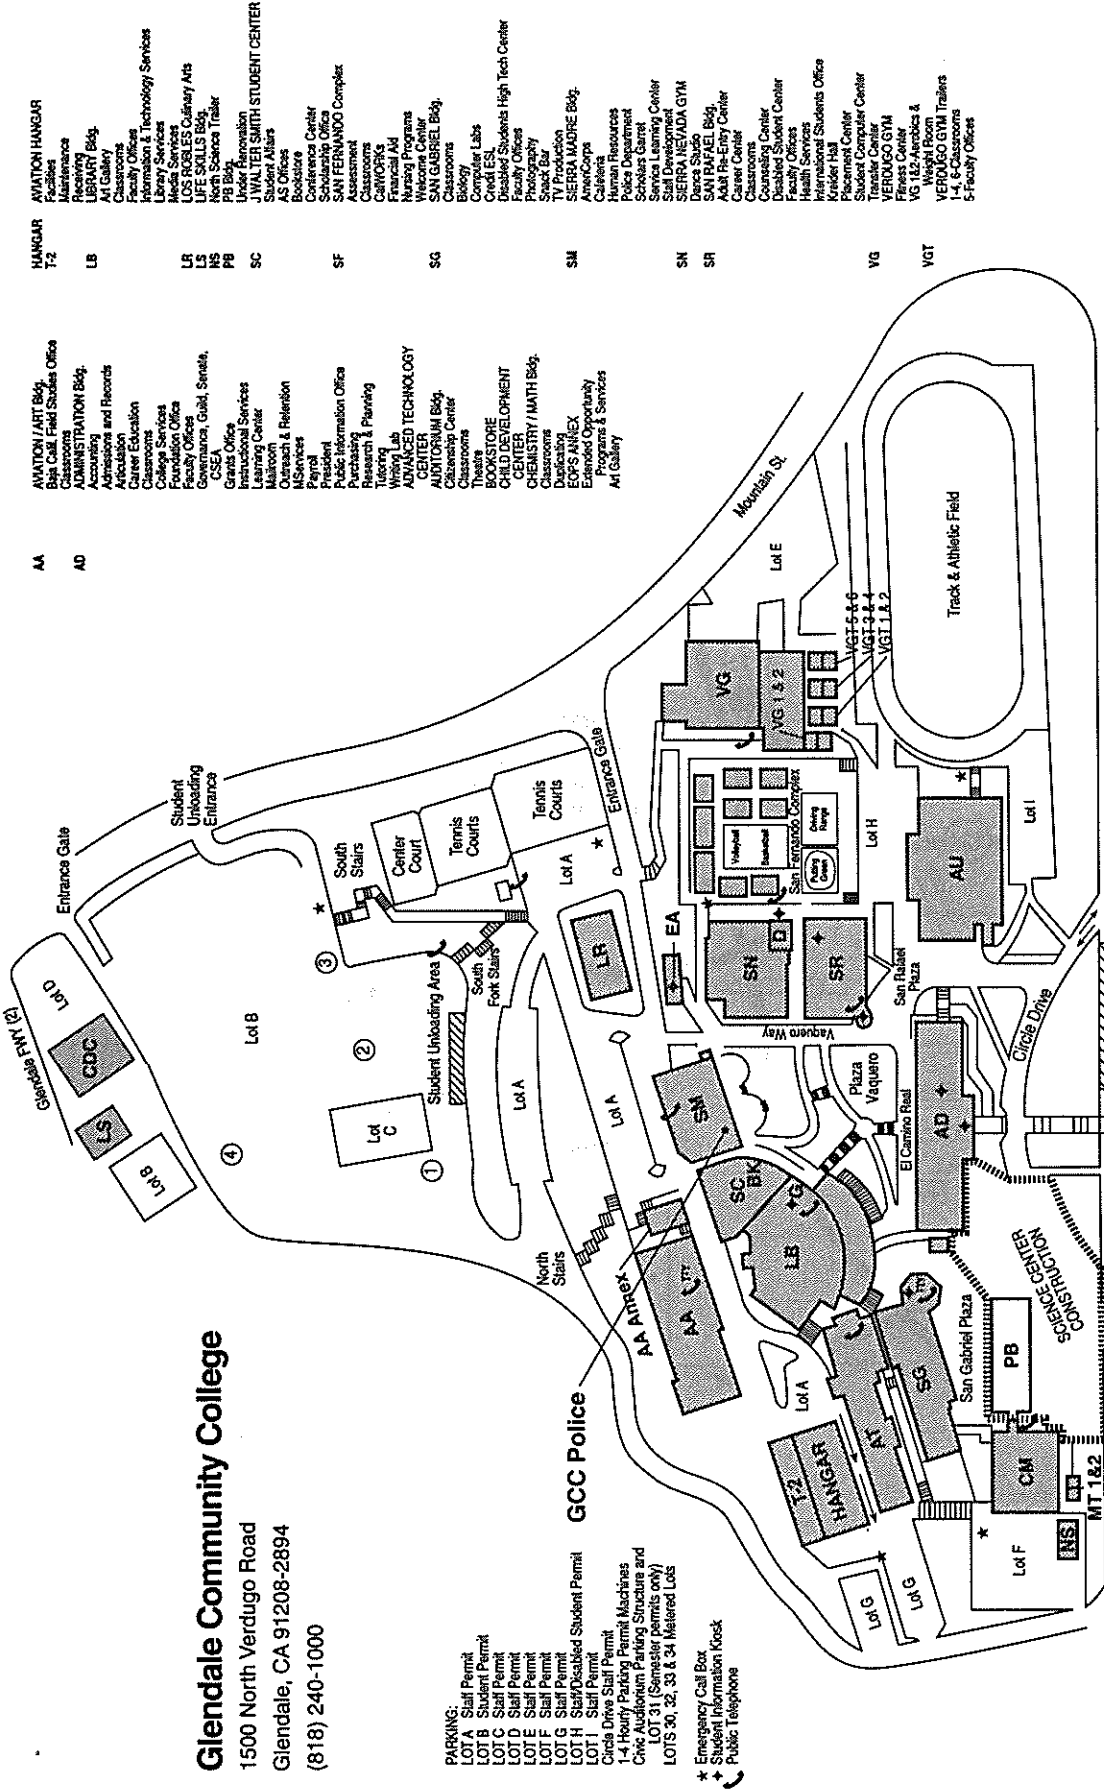 Glendale Community College
1500 North Verdugo Road
Glendale, CA 91208-2894
(818) 240-1000
PARKING:
LOT A Staff Permit
LOT B Student Permit
LOT C Staff Permit
LOT D Staff Permit
LOT E Staff Permit
LOT F Staff Permit
LOT G Staff Permit
LOT H Staff/Disabled Student Permit
LOT I Staff Permit
Circle Drive Staff Permit
1-4 Hourly Parking Permit Machines
Civic Auditorium Parking Structure and
LOT 31 (Semester permits only)
LOTS 30, 32, 33 & 34 Metered Lots
Emergency Call Box
Student Information Kiosk
Public Telephone
AA AVIATION / ART Bldg.
Baja Calif. Field Studies Office
Classrooms
AD ADMINISTRATION Bldg.
Accounting
Admissions and Records
Articulation
Career Education
Classrooms
College Services
Foundation Office
Faculty Offices
Governance, Guild, Senate,
CSEA
Grants Office
Instructional Services
Learning Center
Mailroom
Outreach & Retention
MIServices
Payroll
President
Public Information Office
Purchasing
Research & Planning
Tutoring
Writing Lab
ADVANCED TECHNOLOGY
CENTER
AUDITORIUM Bldg.
Citizenship Center
Classrooms
Theatre
BOOKSTORE
CHILD DEVELOPMENT
CENTER
CHEMISTRY / MATH Bldg.
Classrooms
Duplicating
EOPS ANNEX
Extended Opportunity
Programs & Services
Art Gallery
HANGAR AVIATION HANGAR
T-2 Facilities
Maintenance
Receiving
LB LIBRARY Bldg.
Art Gallery
Classrooms
Faculty Offices
Information & Technology Services
Library Services
Media Services
LR LOS ROBLES Culinary Arts
LS LIFE SKILLS Bldg.
NS North Science Trailer
PB PB Bldg.
Under Renovation
SC J WALTER SMITH STUDENT CENTER
Student Affairs
AS Offices
Bookstore
Conference Center
Scholarship Office
SF SAN FERNANDO Complex
Assessment
Classrooms
CalWORKs
Financial Aid
Nursing Programs
Welcome Center
SG SAN GABRIEL Bldg.
Classrooms
Biology
Computer Labs
Credit ESL
Disabled Students High Tech Center
Faculty Offices
Photography
Snack Bar
TV Production
SM SIERRA MADRE Bldg.
AmeriCorps
Cafeteria
Human Resources
Police Department
Scholars Garret
Service Learning Center
Staff Development
SN SIERRA NEVADA GYM
Dance Studio
SR SAN RAFAEL Bldg.
Adult Re-Entry Center
Career Center
Classrooms
Counseling Center
Disabled Student Center
Faculty Offices
Health Services
International Students Office
Kreider Hall
Placement Center
Student Computer Center
Transfer Center
VG VERDUGO GYM
Fitness Center
VG 1&2-Aerobics &
Weight Room
VGT VERDUGO GYM Trailers
1-4, 6-Classrooms
5-Faculty Offices
Glendale FWY (2)
Lot D
CDC
LS
Lot B
Entrance Gate
Student
Unloading
Entrance
Lot B
4
3
2
1
Lot
C
Student Unloading Area
South
Stairs
South
Fork Stairs
Center
Court
Tennis
Courts
Tennis
Courts
Entrance Gate
Mountain St.
Lot A
Lot A
Lot A
North
Stairs
LR
EA
AA Annex
AA
TTY
GCC Police
SM
SC
BK
G
LB
Lot A
T-2
HANGAR
AT
SG
TTY
Lot G
Lot G
Lot F
NS
CM
MT 1&2
PB
San Gabriel Plaza
SCIENCE CENTER
CONSTRUCTION
AD
El Camino Real
Plaza
Vaquero
Vaquero Way
SN
D
SR
San Rafael
Plaza
Circle Drive
AU
Lot I
Lot H
San Fernando Complex
Volleyball
Basketball
Putting
Green
Driving
Range
VG
VG 1 & 2
Lot E
VGT 5 & 6
VGT 3 & 4
VGT 1 & 2
Track & Athletic Field